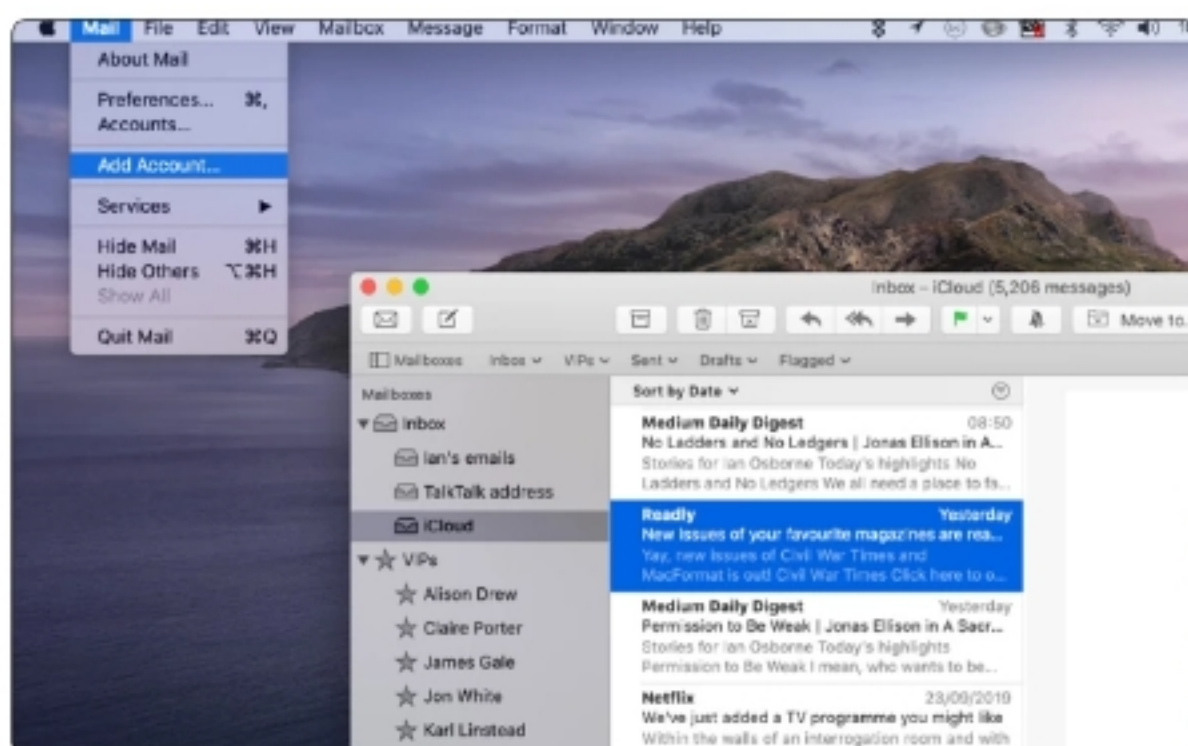 Mail File Edit View Mailbox Message Format Window Help
About Mail
Preferences... ⌘,
Accounts...
Add Account...
Services ▶
Hide Mail ⌘H
Hide Others ⌥⌘H
Show All
Quit Mail ⌘Q
Inbox – iCloud (5,206 messages)
Move to...
Mailboxes Inbox VIPs Sent Drafts Flagged
Mailboxes
Inbox
Ian's emails
TalkTalk address
iCloud
VIPs
Alison Drew
Claire Porter
James Gale
Jon White
Karl Linstead
Sort by Date
Medium Daily Digest 08:50
No Ladders and No Ledgers | Jonas Ellison in A...
Stories for Ian Osborne Today's highlights No
Ladders and No Ledgers We all need a place to fa...
Readly Yesterday
New issues of your favourite magazines are rea...
Yay, new issues of Civil War Times and
MacFormat is out! Civil War Times Click here to o...
Medium Daily Digest Yesterday
Permission to Be Weak | Jonas Ellison in A Sacr...
Stories for Ian Osborne Today's highlights
Permission to Be Weak I mean, who wants to be...
Netflix 23/09/2019
We've just added a TV programme you might like
Within the walls of an interrogation room and with